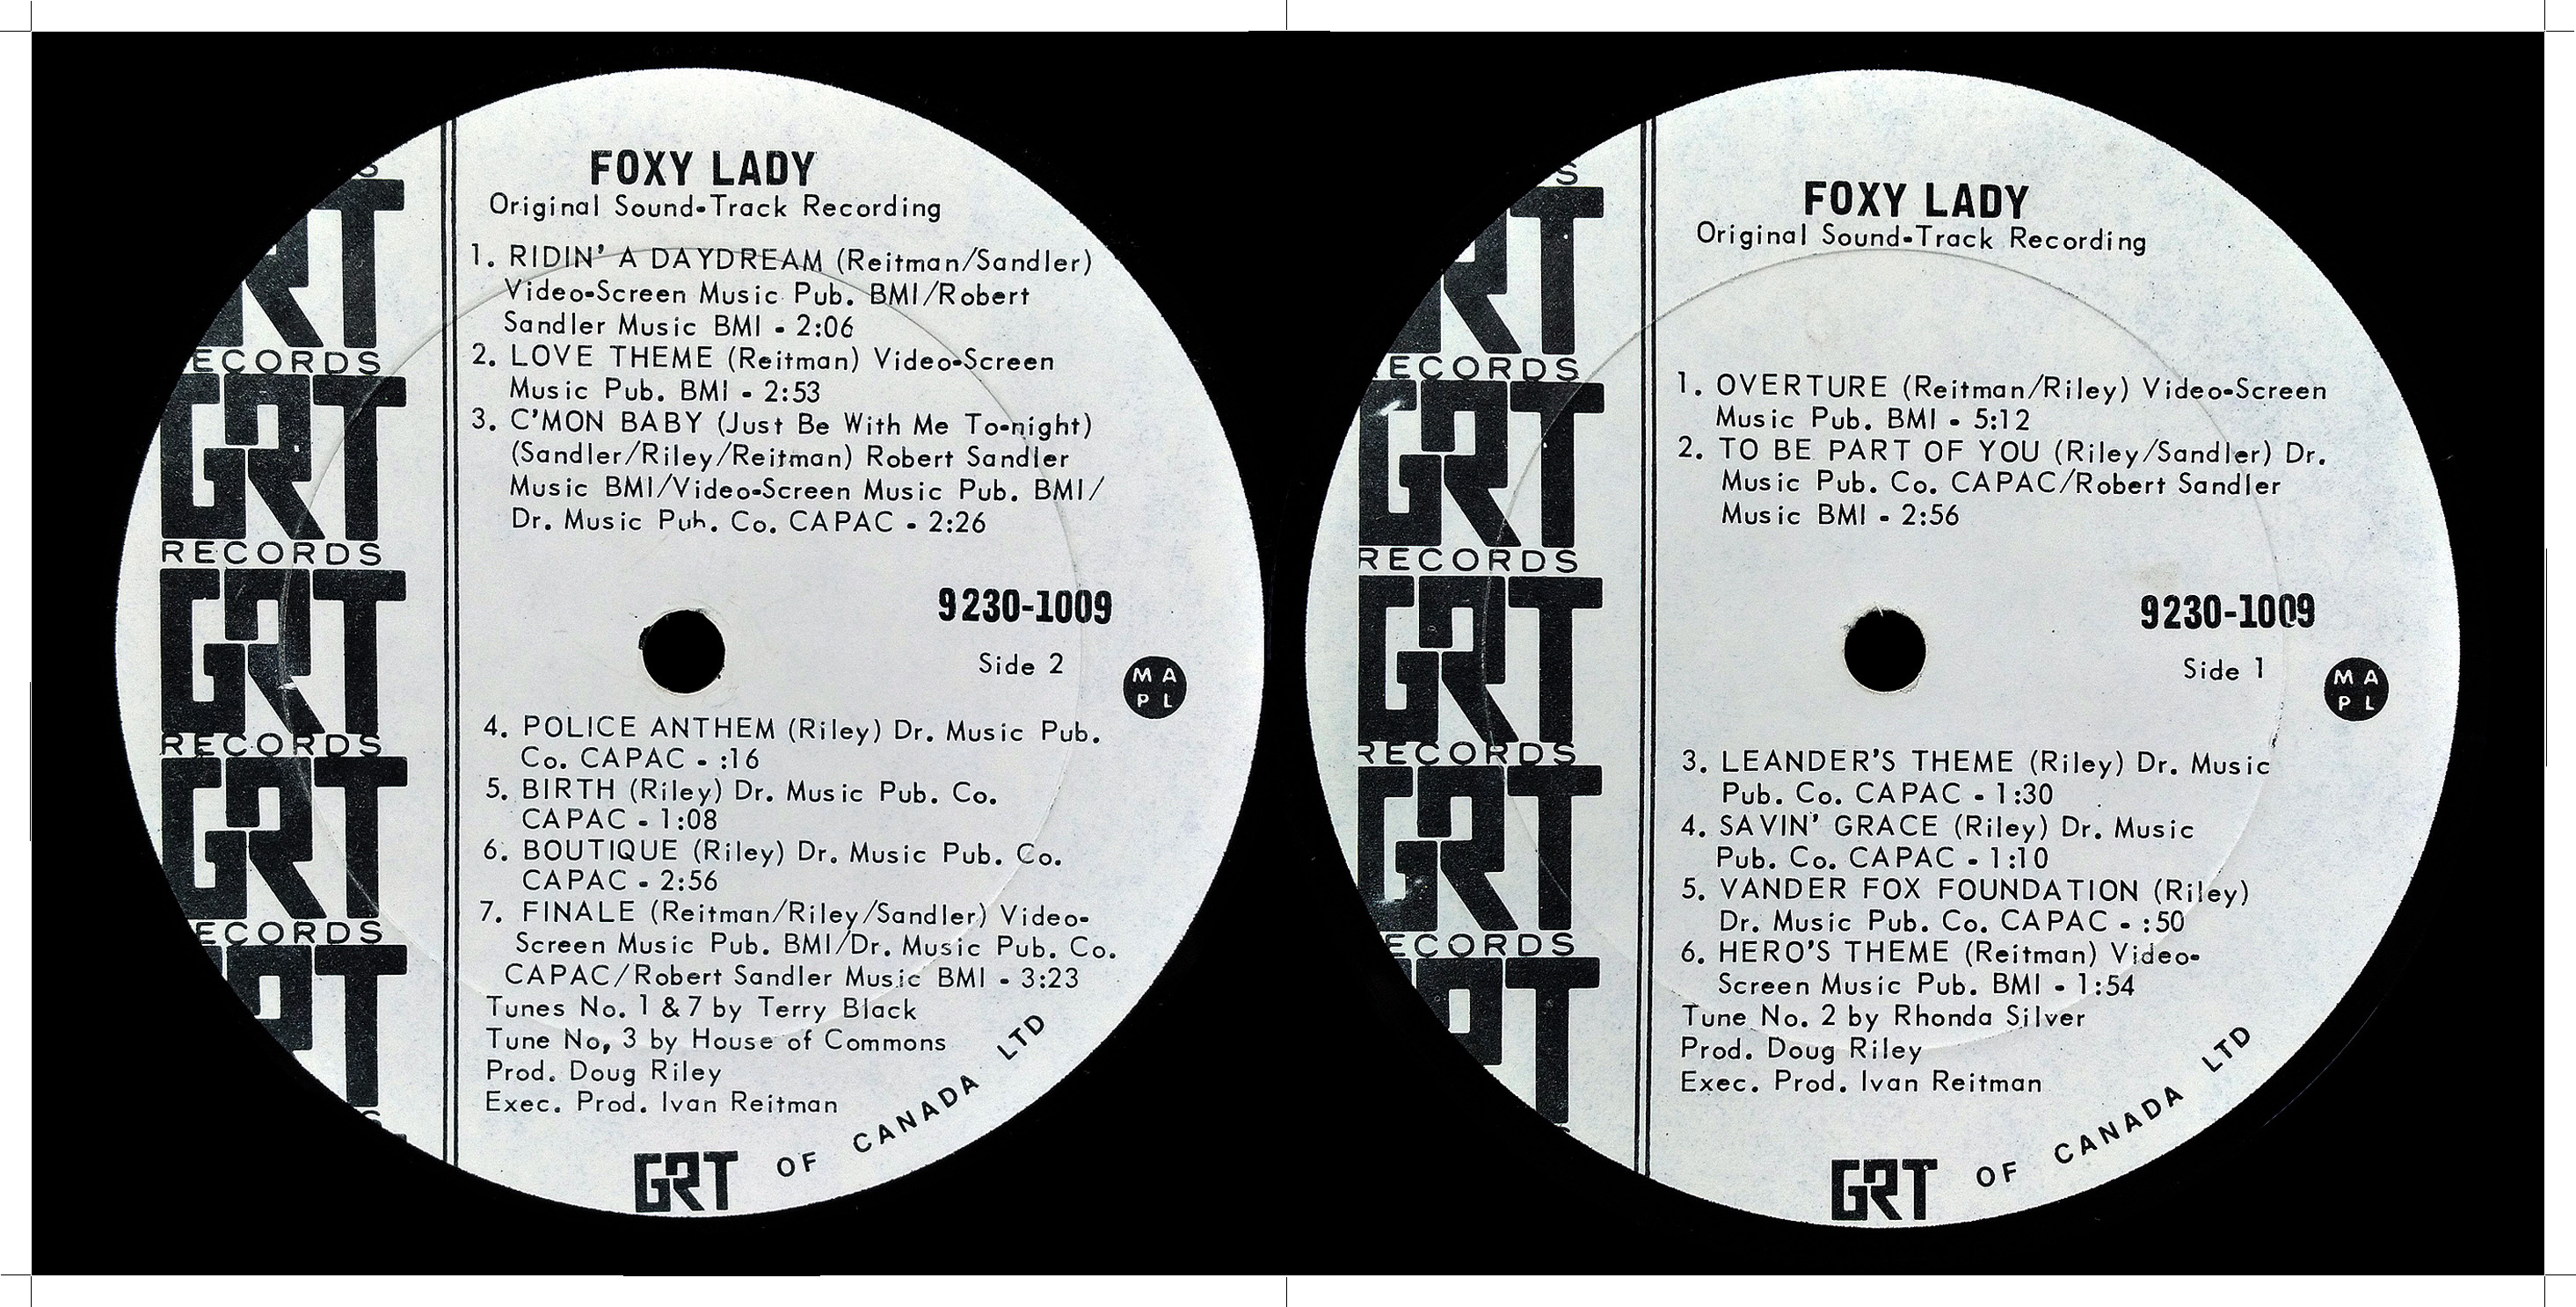 FOXY LADY
Original Sound-Track Recording
1. RIDIN' A DAYDREAM (Reitman/Sandler)
Video-Screen Music Pub. BMI/Robert
Sandler Music BMI - 2:06
2. LOVE THEME (Reitman) Video-Screen
Music Pub. BMI - 2:53
3. C'MON BABY (Just Be With Me To-night)
(Sandler/Riley/Reitman) Robert Sandler
Music BMI/Video-Screen Music Pub. BMI/
Dr. Music Puh. Co. CAPAC - 2:26
9230-1009
Side 2
M A
P L
4. POLICE ANTHEM (Riley) Dr. Music Pub.
Co. CAPAC - :16
5. BIRTH (Riley) Dr. Music Pub. Co.
CAPAC - 1:08
6. BOUTIQUE (Riley) Dr. Music Pub. Co.
CAPAC - 2:56
7. FINALE (Reitman/Riley/Sandler) Video-
Screen Music Pub. BMI/Dr. Music Pub. Co.
CAPAC/Robert Sandler Music BMI - 3:23
Tunes No. 1 & 7 by Terry Black
Tune No, 3 by House of Commons
Prod. Doug Riley
Exec. Prod. Ivan Reitman
GRT OF CANADA LTD
S
RT
ECORDS
GRT
RECORDS
GRT
RECORDS
GRT
ECORDS
RT
FOXY LADY
Original Sound-Track Recording
1. OVERTURE (Reitman/Riley) Video-Screen
Music Pub. BMI - 5:12
2. TO BE PART OF YOU (Riley/Sandler) Dr.
Music Pub. Co. CAPAC/Robert Sandler
Music BMI - 2:56
9230-1009
Side 1
M A
P L
3. LEANDER'S THEME (Riley) Dr. Music
Pub. Co. CAPAC - 1:30
4. SAVIN' GRACE (Riley) Dr. Music
Pub. Co. CAPAC - 1:10
5. VANDER FOX FOUNDATION (Riley)
Dr. Music Pub. Co. CAPAC - :50
6. HERO'S THEME (Reitman) Video-
Screen Music Pub. BMI - 1:54
Tune No. 2 by Rhonda Silver
Prod. Doug Riley
Exec. Prod. Ivan Reitman
GRT OF CANADA LTD
S
RT
ECORDS
GRT
RECORDS
GRT
RECORDS
GRT
ECORDS
RT